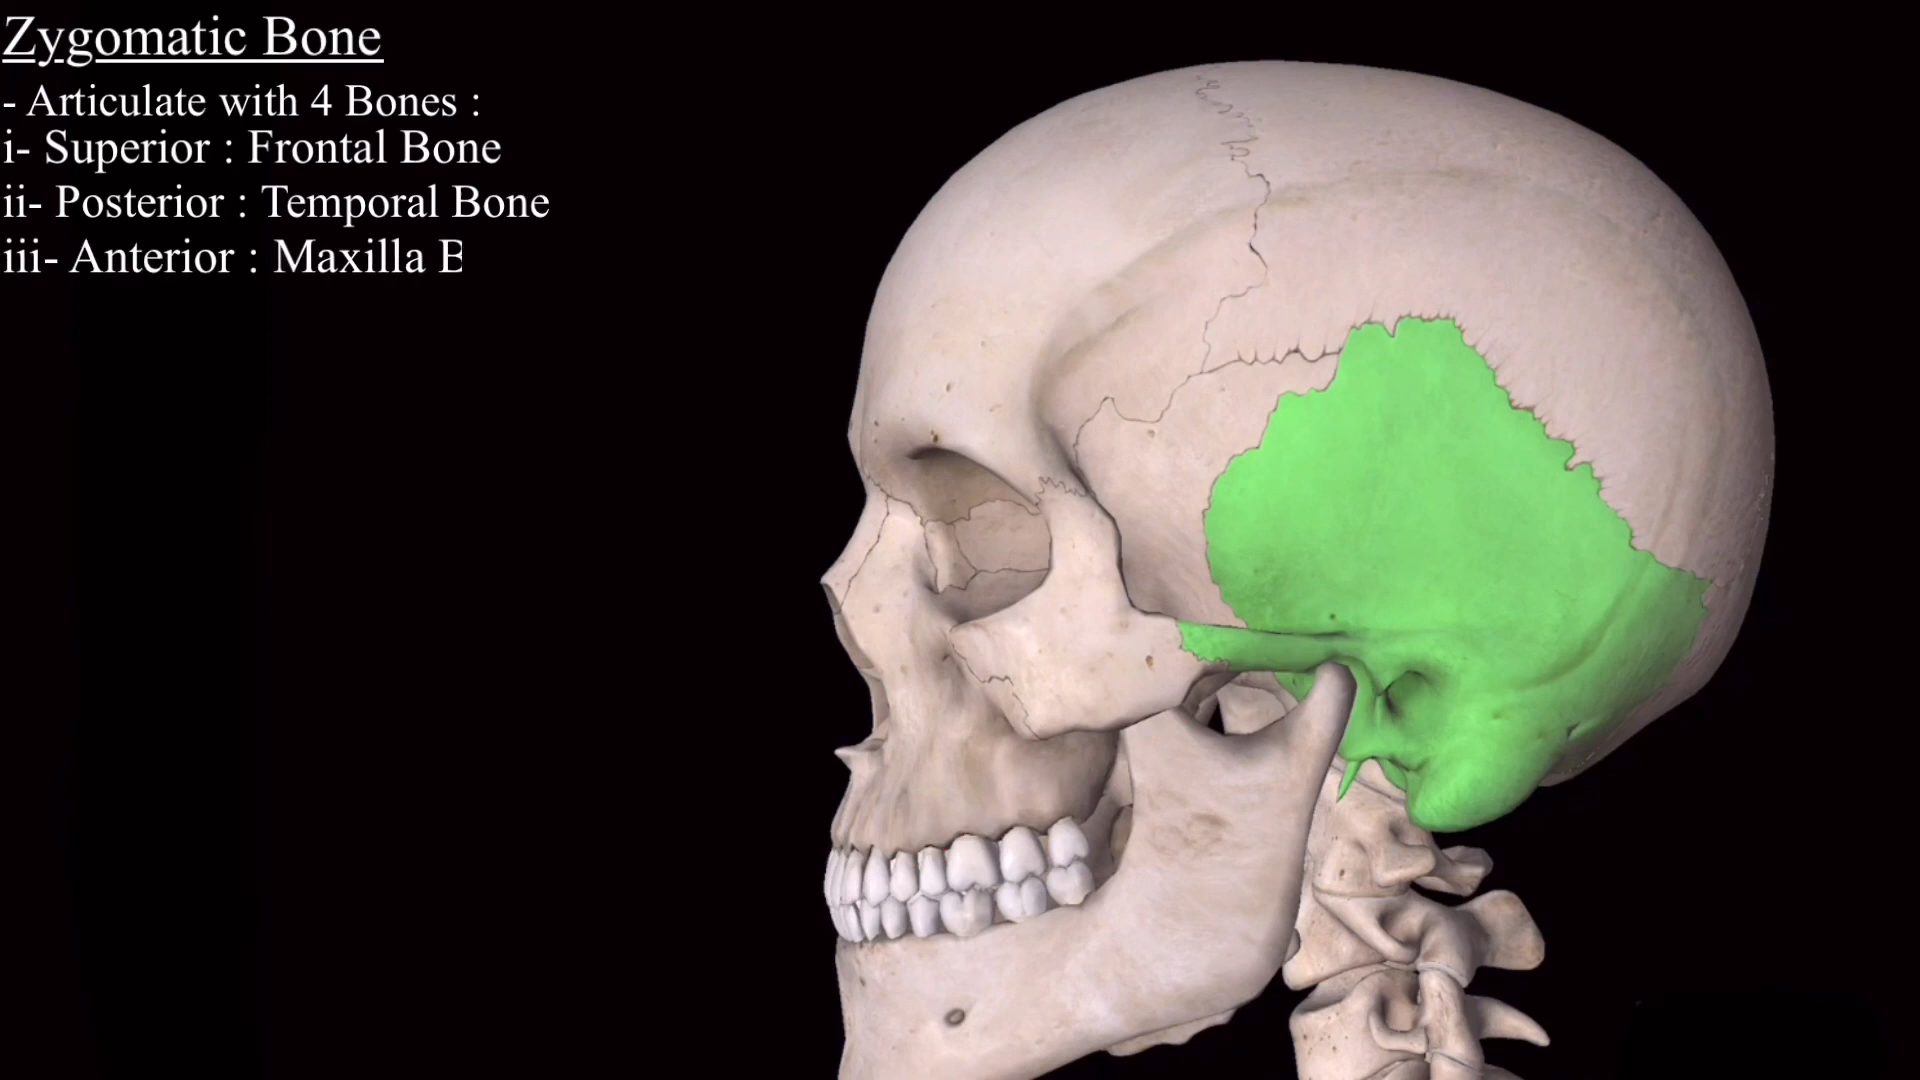 Zygomatic Bone
- Articulate with 4 Bones :
i- Superior : Frontal Bone
ii- Posterior : Temporal Bone
iii- Anterior : Maxilla B